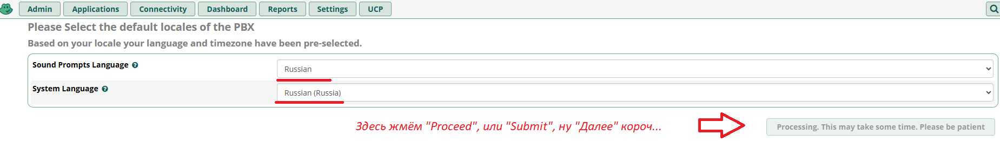 Admin Applications Connectivity Dashboard Reports Settings UCP
Please Select the default locales of the PBX
Based on your locale your language and timezone have been pre-selected.
Sound Prompts Language
Russian
System Language
Russian (Russia)
Здесь жмём "Proceed", или "Submit", ну "Далее" короч...
Processing. This may take some time. Please be patient